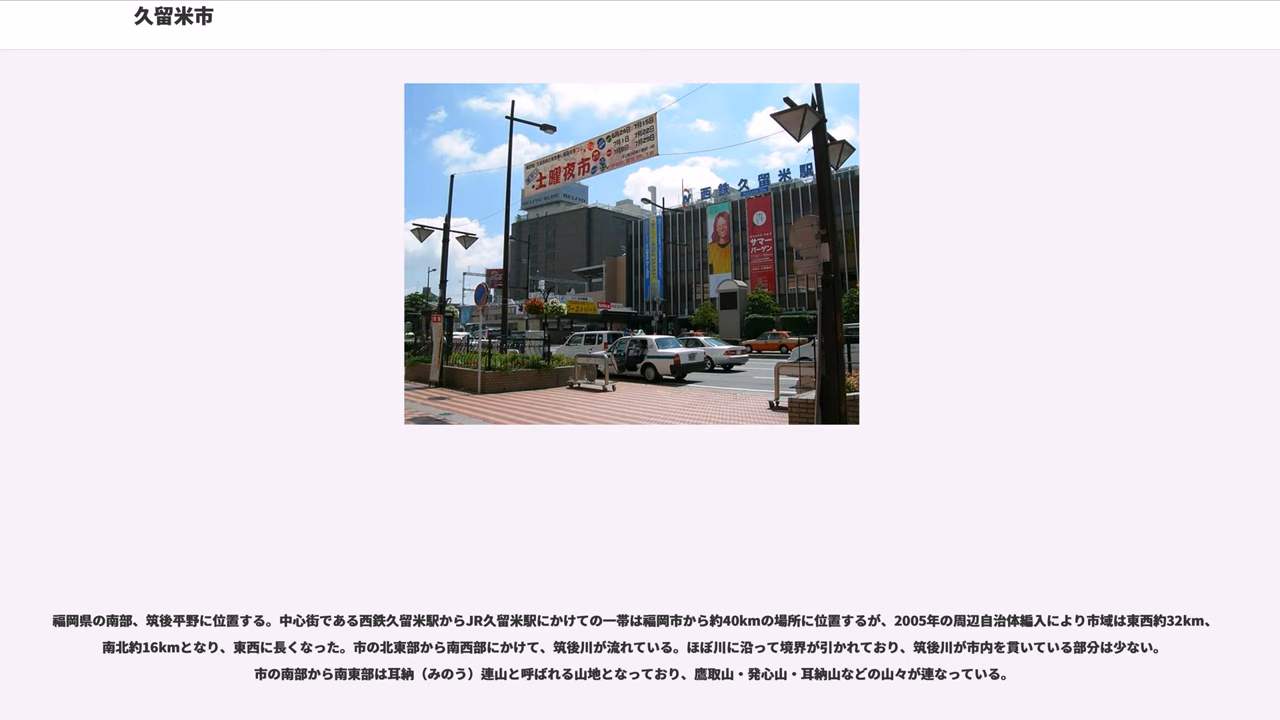 久留米市
土曜夜市
西鉄久留米駅
サマー
バーゲン
福岡県の南部、筑後平野に位置する。中心街である西鉄久留米駅からJR久留米駅にかけての一帯は福岡市から約40kmの場所に位置するが、2005年の周辺自治体編入により市域は東西約32km、
南北約16kmとなり、東西に長くなった。市の北東部から南西部にかけて、筑後川が流れている。ほぼ川に沿って境界が引かれており、筑後川が市内を貫いている部分は少ない。
市の南部から南東部は耳納（みのう）連山と呼ばれる山地となっており、鷹取山・発心山・耳納山などの山々が連なっている。